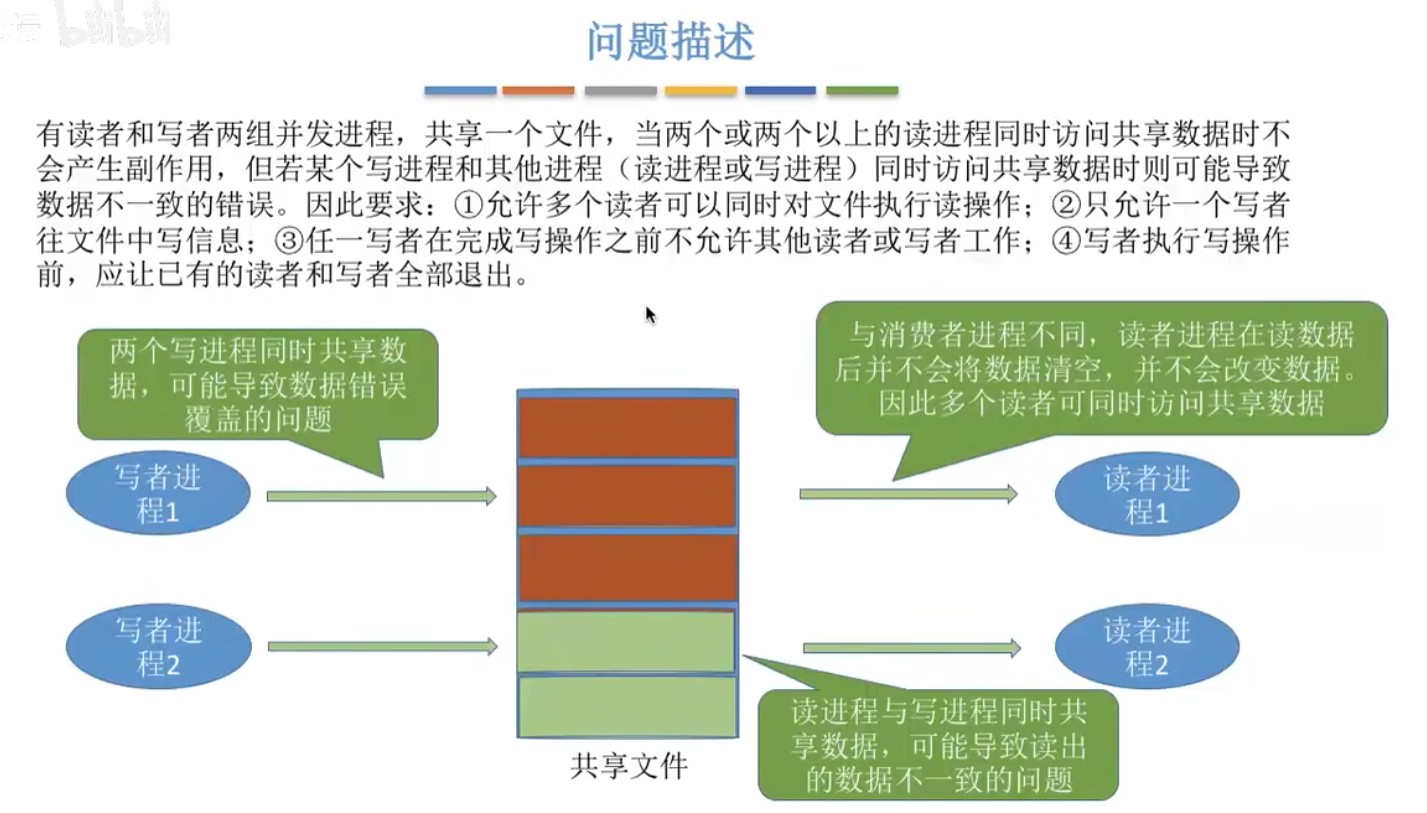 bilibili
问题描述
有读者和写者两组并发进程，共享一个文件，当两个或两个以上的读进程同时访问共享数据时不
会产生副作用，但若某个写进程和其他进程（读进程或写进程）同时访问共享数据时则可能导致
数据不一致的错误。因此要求：①允许多个读者可以同时对文件执行读操作；②只允许一个写者
往文件中写信息；③任一写者在完成写操作之前不允许其他读者或写者工作；④写者执行写操作
前，应让已有的读者和写者全部退出。
两个写进程同时共享数
据，可能导致数据错误
覆盖的问题
与消费者进程不同，读者进程在读数据
后并不会将数据清空，并不会改变数据。
因此多个读者可同时访问共享数据
写者进
程1
读者进
程1
写者进
程2
读者进
程2
读进程与写进程同时共
享数据，可能导致读出
的数据不一致的问题
共享文件